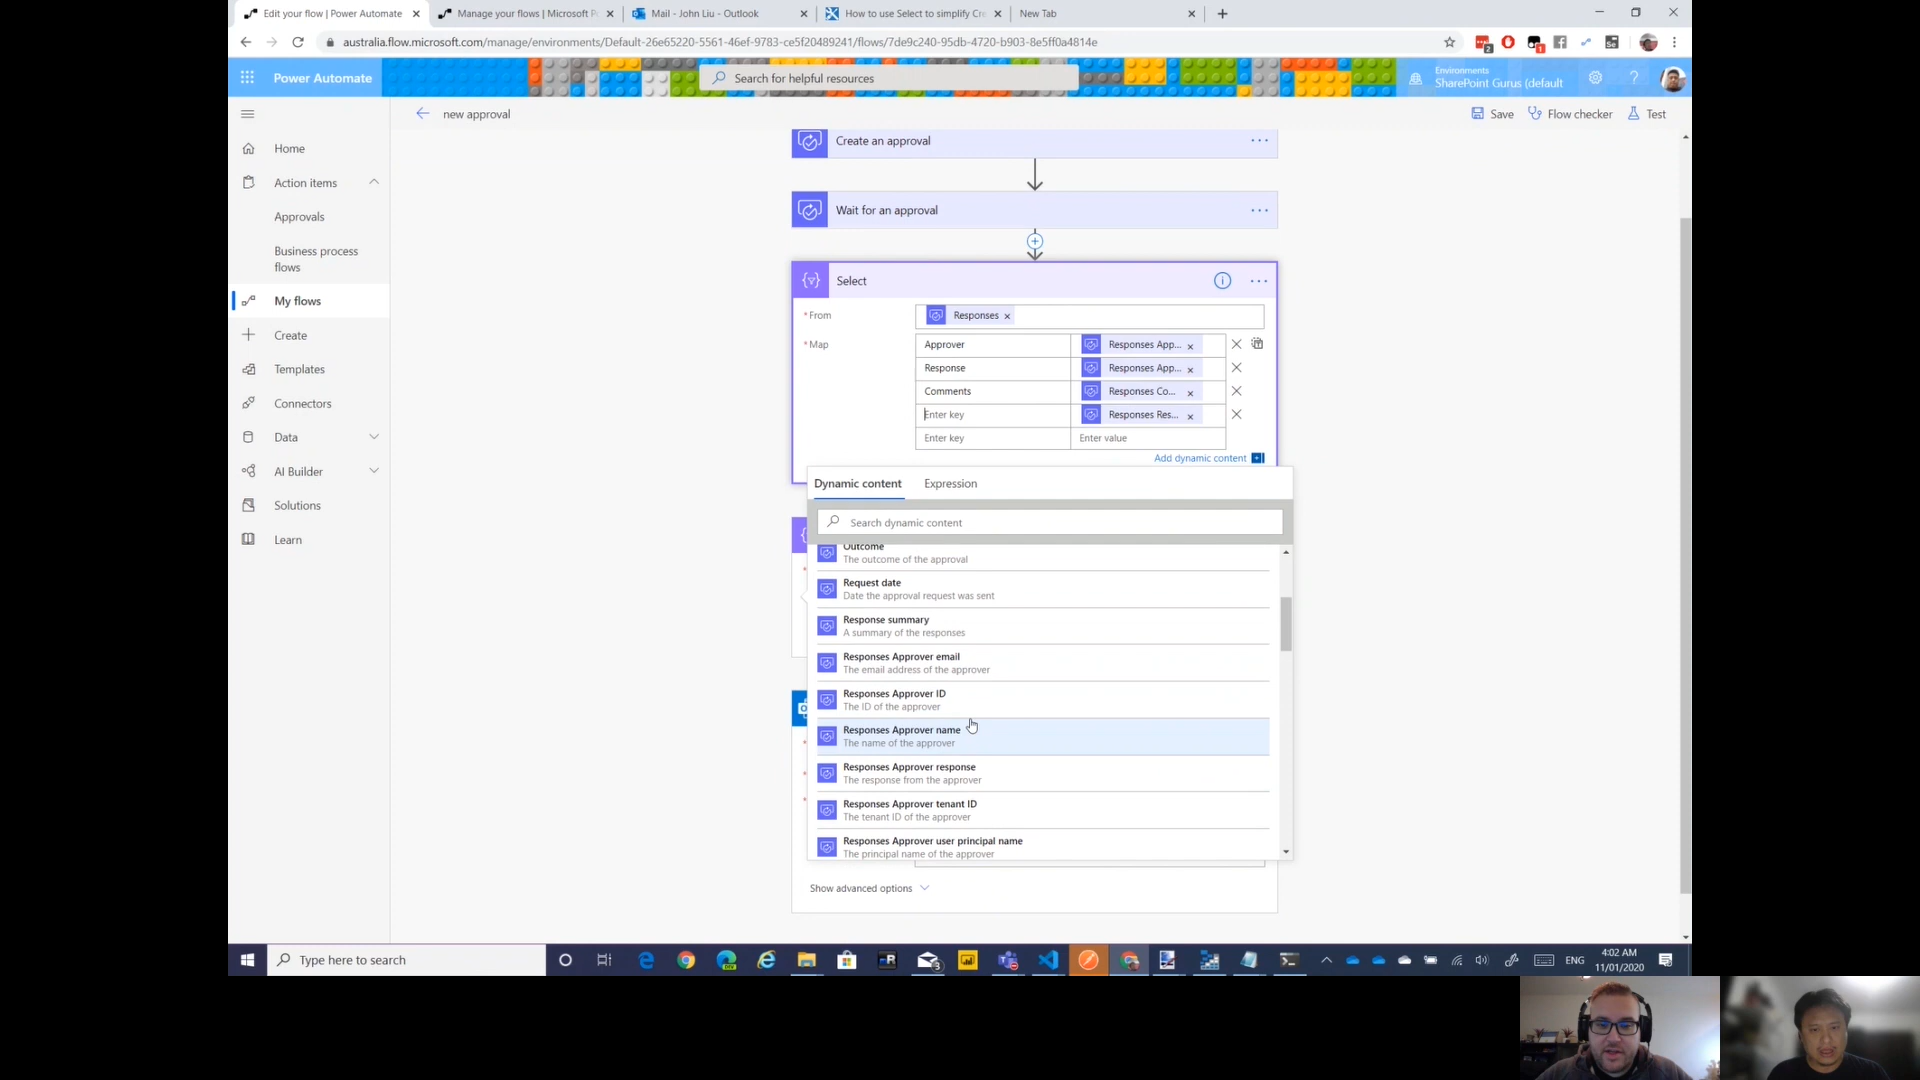 Edit your flow | Power Automate
Manage your flows | Microsoft P
Mail - John Liu - Outlook
How to use Select to simplify Cre
New Tab
australia.flow.microsoft.com/manage/environments/Default-26e65220-5561-46ef-9783-ce5f20489241/flows/7de9c240-95db-4720-b903-8e5ff0a4814e
Power Automate
Search for helpful resources
Environments
SharePoint Gurus (default
new approval
Save
Flow checker
Test
Home
Action items
Approvals
Business process
flows
My flows
Create
Templates
Connectors
Data
AI Builder
Solutions
Learn
Create an approval
Wait for an approval
Select
* From
Responses
* Map
Approver
Responses App...
Response
Responses App...
Comments
Responses Co...
Enter key
Responses Res...
Enter key
Enter value
Add dynamic content
Dynamic content
Expression
Search dynamic content
Outcome
The outcome of the approval
Request date
Date the approval request was sent
Response summary
A summary of the responses
Responses Approver email
The email address of the approver
Responses Approver ID
The ID of the approver
Responses Approver name
The name of the approver
Responses Approver response
The response from the approver
Responses Approver tenant ID
The tenant ID of the approver
Responses Approver user principal name
The principal name of the approver
Show advanced options
Type here to search
ENG
4:02 AM
11/01/2020